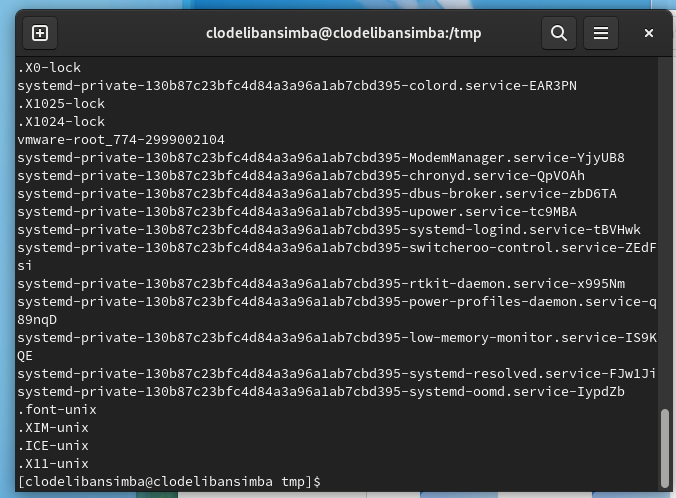 clodelibansimba@clodelibansimba:/tmp
.X0-lock
systemd-private-130b87c23bfc4d84a3a96a1ab7cbd395-colord.service-EAR3PN
.X1025-lock
.X1024-lock
vmware-root_774-2999002104
systemd-private-130b87c23bfc4d84a3a96a1ab7cbd395-ModemManager.service-YjyUB8
systemd-private-130b87c23bfc4d84a3a96a1ab7cbd395-chronyd.service-QpVOAh
systemd-private-130b87c23bfc4d84a3a96a1ab7cbd395-dbus-broker.service-zbD6TA
systemd-private-130b87c23bfc4d84a3a96a1ab7cbd395-upower.service-tc9MBA
systemd-private-130b87c23bfc4d84a3a96a1ab7cbd395-systemd-logind.service-tBVHwk
systemd-private-130b87c23bfc4d84a3a96a1ab7cbd395-switcheroo-control.service-ZEdF
si
systemd-private-130b87c23bfc4d84a3a96a1ab7cbd395-rtkit-daemon.service-x995Nm
systemd-private-130b87c23bfc4d84a3a96a1ab7cbd395-power-profiles-daemon.service-q
89nqD
systemd-private-130b87c23bfc4d84a3a96a1ab7cbd395-low-memory-monitor.service-IS9K
QE
systemd-private-130b87c23bfc4d84a3a96a1ab7cbd395-systemd-resolved.service-FJw1Ji
systemd-private-130b87c23bfc4d84a3a96a1ab7cbd395-systemd-oomd.service-IypdZb
.font-unix
.XIM-unix
.ICE-unix
.X11-unix
[clodelibansimba@clodelibansimba tmp]$